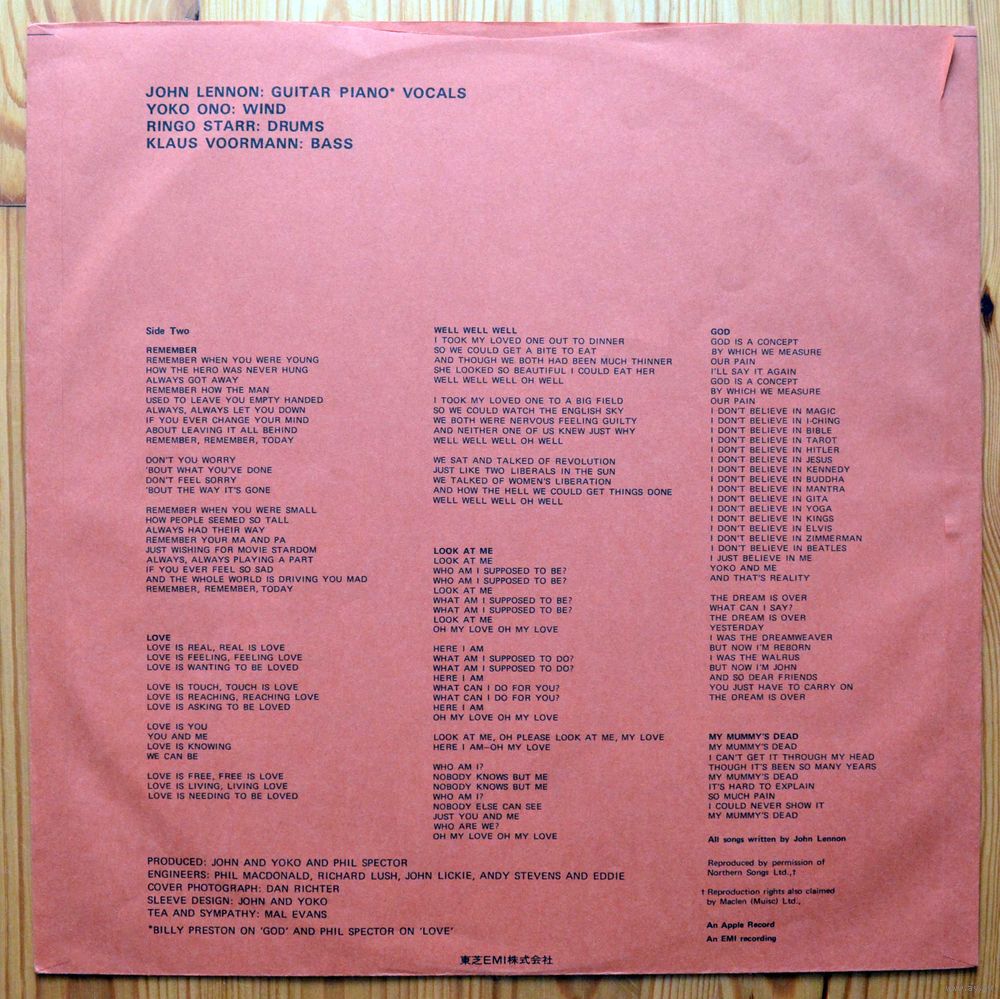 JOHN LENNON: GUITAR PIANO* VOCALS
YOKO ONO: WIND
RINGO STARR: DRUMS
KLAUS VOORMANN: BASS
Side Two
REMEMBER
REMEMBER WHEN YOU WERE YOUNG
HOW THE HERO WAS NEVER HUNG
ALWAYS GOT AWAY
REMEMBER HOW THE MAN
USED TO LEAVE YOU EMPTY HANDED
ALWAYS, ALWAYS LET YOU DOWN
IF YOU EVER CHANGE YOUR MIND
ABOUT LEAVING IT ALL BEHIND
REMEMBER, REMEMBER, TODAY
DON'T YOU WORRY
'BOUT WHAT YOU'VE DONE
DON'T FEEL SORRY
'BOUT THE WAY IT'S GONE
REMEMBER WHEN YOU WERE SMALL
HOW PEOPLE SEEMED SO TALL
ALWAYS HAD THEIR WAY
REMEMBER YOUR MA AND PA
JUST WISHING FOR MOVIE STARDOM
ALWAYS, ALWAYS PLAYING A PART
IF YOU EVER FEEL SO SAD
AND THE WHOLE WORLD IS DRIVING YOU MAD
REMEMBER, REMEMBER, TODAY
LOVE
LOVE IS REAL, REAL IS LOVE
LOVE IS FEELING, FEELING LOVE
LOVE IS WANTING TO BE LOVED
LOVE IS TOUCH, TOUCH IS LOVE
LOVE IS REACHING, REACHING LOVE
LOVE IS ASKING TO BE LOVED
LOVE IS YOU
YOU AND ME
LOVE IS KNOWING
WE CAN BE
LOVE IS FREE, FREE IS LOVE
LOVE IS LIVING, LIVING LOVE
LOVE IS NEEDING TO BE LOVED
WELL WELL WELL
I TOOK MY LOVED ONE OUT TO DINNER
SO WE COULD GET A BITE TO EAT
AND THOUGH WE BOTH HAD BEEN MUCH THINNER
SHE LOOKED SO BEAUTIFUL I COULD EAT HER
WELL WELL WELL OH WELL
I TOOK MY LOVED ONE TO A BIG FIELD
SO WE COULD WATCH THE ENGLISH SKY
WE BOTH WERE NERVOUS FEELING GUILTY
AND NEITHER ONE OF US KNEW JUST WHY
WELL WELL WELL OH WELL
WE SAT AND TALKED OF REVOLUTION
JUST LIKE TWO LIBERALS IN THE SUN
WE TALKED OF WOMEN'S LIBERATION
AND HOW THE HELL WE COULD GET THINGS DONE
WELL WELL WELL OH WELL
LOOK AT ME
LOOK AT ME
WHO AM I SUPPOSED TO BE?
WHO AM I SUPPOSED TO BE?
LOOK AT ME
WHAT AM I SUPPOSED TO BE?
WHAT AM I SUPPOSED TO BE?
LOOK AT ME
OH MY LOVE OH MY LOVE
HERE I AM
WHAT AM I SUPPOSED TO DO?
WHAT AM I SUPPOSED TO DO?
HERE I AM
WHAT CAN I DO FOR YOU?
WHAT CAN I DO FOR YOU?
HERE I AM
OH MY LOVE OH MY LOVE
LOOK AT ME, OH PLEASE LOOK AT ME, MY LOVE
HERE I AM–OH MY LOVE
WHO AM I?
NOBODY KNOWS BUT ME
NOBODY KNOWS BUT ME
WHO AM I?
NOBODY ELSE CAN SEE
JUST YOU AND ME
WHO ARE WE?
OH MY LOVE OH MY LOVE
GOD
GOD IS A CONCEPT
BY WHICH WE MEASURE
OUR PAIN
I'LL SAY IT AGAIN
GOD IS A CONCEPT
BY WHICH WE MEASURE
OUR PAIN
I DON'T BELIEVE IN MAGIC
I DON'T BELIEVE IN I-CHING
I DON'T BELIEVE IN BIBLE
I DON'T BELIEVE IN TAROT
I DON'T BELIEVE IN HITLER
I DON'T BELIEVE IN JESUS
I DON'T BELIEVE IN KENNEDY
I DON'T BELIEVE IN BUDDHA
I DON'T BELIEVE IN MANTRA
I DON'T BELIEVE IN GITA
I DON'T BELIEVE IN YOGA
I DON'T BELIEVE IN KINGS
I DON'T BELIEVE IN ELVIS
I DON'T BELIEVE IN ZIMMERMAN
I DON'T BELIEVE IN BEATLES
I JUST BELIEVE IN ME
YOKO AND ME
AND THAT'S REALITY
THE DREAM IS OVER
WHAT CAN I SAY?
THE DREAM IS OVER
YESTERDAY
I WAS THE DREAMWEAVER
BUT NOW I'M REBORN
I WAS THE WALRUS
BUT NOW I'M JOHN
AND SO DEAR FRIENDS
YOU JUST HAVE TO CARRY ON
THE DREAM IS OVER
MY MUMMY'S DEAD
MY MUMMY'S DEAD
I CAN'T GET IT THROUGH MY HEAD
THOUGH IT'S BEEN SO MANY YEARS
MY MUMMY'S DEAD
IT'S HARD TO EXPLAIN
SO MUCH PAIN
I COULD NEVER SHOW IT
MY MUMMY'S DEAD
All songs written by John Lennon
Reproduced by permission of
Northern Songs Ltd.,†
† Reproduction rights also claimed
by Maclen (Muisc) Ltd.,
An Apple Record
An EMI recording
PRODUCED: JOHN AND YOKO AND PHIL SPECTOR
ENGINEERS: PHIL MACDONALD, RICHARD LUSH, JOHN LICKIE, ANDY STEVENS AND EDDIE
COVER PHOTOGRAPH: DAN RICHTER
SLEEVE DESIGN: JOHN AND YOKO
TEA AND SYMPATHY: MAL EVANS
*BILLY PRESTON ON 'GOD' AND PHIL SPECTOR ON 'LOVE'
東芝EMI株式会社